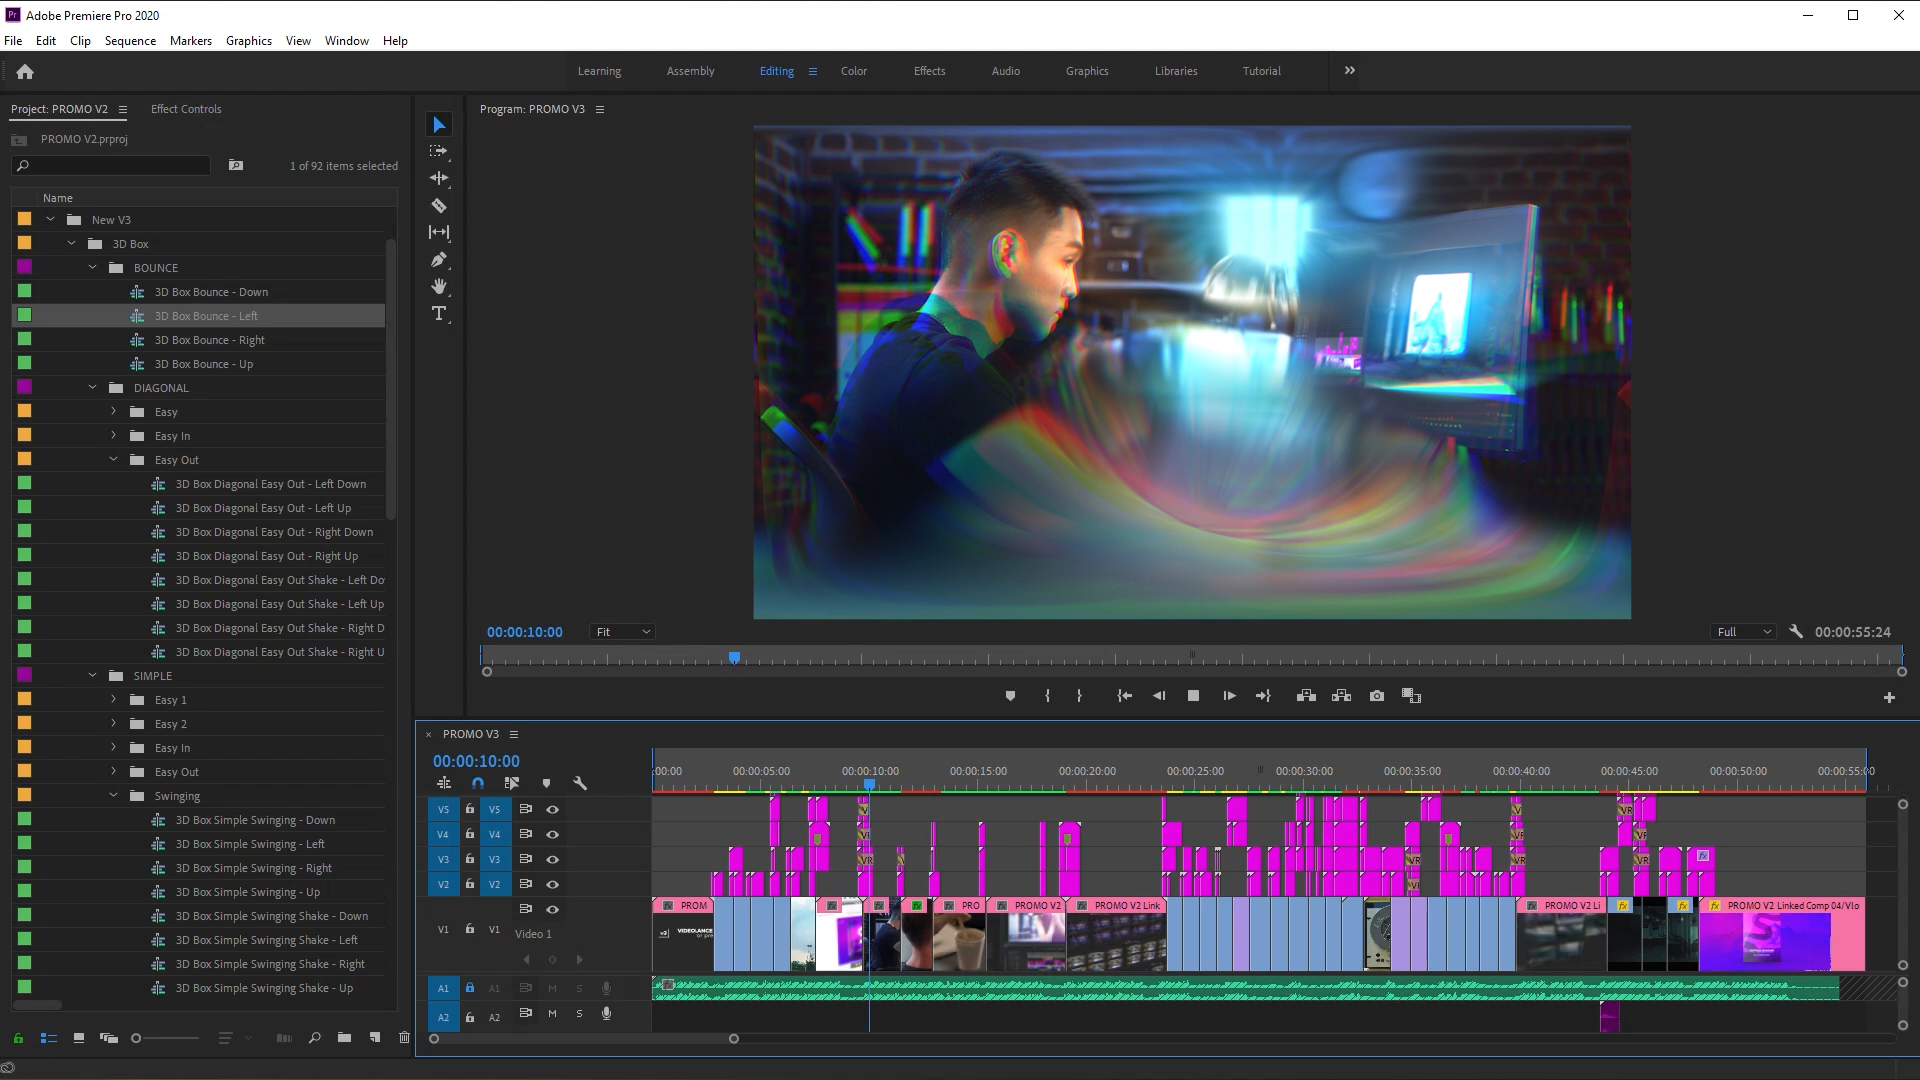 Adobe Premiere Pro 2020
File Edit Clip Sequence Markers Graphics View Window Help
Learning Assembly Editing Color Effects Audio Graphics Libraries Tutorial
Project: PROMO V2 Effect Controls
PROMO V2.prproj
1 of 92 items selected
Name
New V3
3D Box
BOUNCE
3D Box Bounce - Down
3D Box Bounce - Left
3D Box Bounce - Right
3D Box Bounce - Up
DIAGONAL
Easy
Easy In
Easy Out
3D Box Diagonal Easy Out - Left Down
3D Box Diagonal Easy Out - Left Up
3D Box Diagonal Easy Out - Right Down
3D Box Diagonal Easy Out - Right Up
3D Box Diagonal Easy Out Shake - Left Do
3D Box Diagonal Easy Out Shake - Left Up
3D Box Diagonal Easy Out Shake - Right D
3D Box Diagonal Easy Out Shake - Right U
SIMPLE
Easy 1
Easy 2
Easy In
Easy Out
Swinging
3D Box Simple Swinging - Down
3D Box Simple Swinging - Left
3D Box Simple Swinging - Right
3D Box Simple Swinging - Up
3D Box Simple Swinging Shake - Down
3D Box Simple Swinging Shake - Left
3D Box Simple Swinging Shake - Right
3D Box Simple Swinging Shake - Up
Program: PROMO V3
00:00:10:00 Fit Full 00:00:55:24
PROMO V3
00:00:10:00
:00:00 00:00:05:00 00:00:10:00 00:00:15:00 00:00:20:00 00:00:25:00 00:00:30:00 00:00:35:00 00:00:40:00 00:00:45:00 00:00:50:00 00:00:55:00
V5 V5
V4 V4
V3 V3 VR VR VR VR
V2 V2
PROM PRO PROMO V2 PROMO V2 Link PROMO V2 Li PROMO V2 Linked Comp 04/Vio
V1 V1 Video 1
v3 VIDEOLANCE
A1 A1 M S
A2 A2 M S